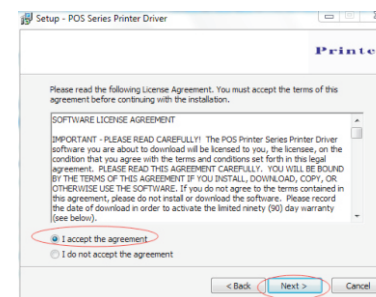 Setup - POS Series Printer Driver
Please read the following License Agreement. You must accept the terms of this
agreement before continuing with the installation.
SOFTWARE LICENSE AGREEMENT
IMPORTANT - PLEASE READ CAREFULLY! The POS Printer Series Printer Driver
software you are about to download will be licensed to you, the licensee, on the
condition that you agree with the terms and conditions set forth in this legal
agreement. PLEASE READ THIS AGREEMENT CAREFULLY. YOU WILL BE BOUND
BY THE TERMS OF THIS AGREEMENT IF YOU INSTALL, DOWNLOAD, COPY, OR
OTHERWISE USE THE SOFTWARE. If you do not agree to the terms contained in
this agreement, please do not install or download the software. Please record
the date of download in order to activate the limited ninety (90) day warranty
(see below).
I accept the agreement
I do not accept the agreement
< Back
Next >
Cancel